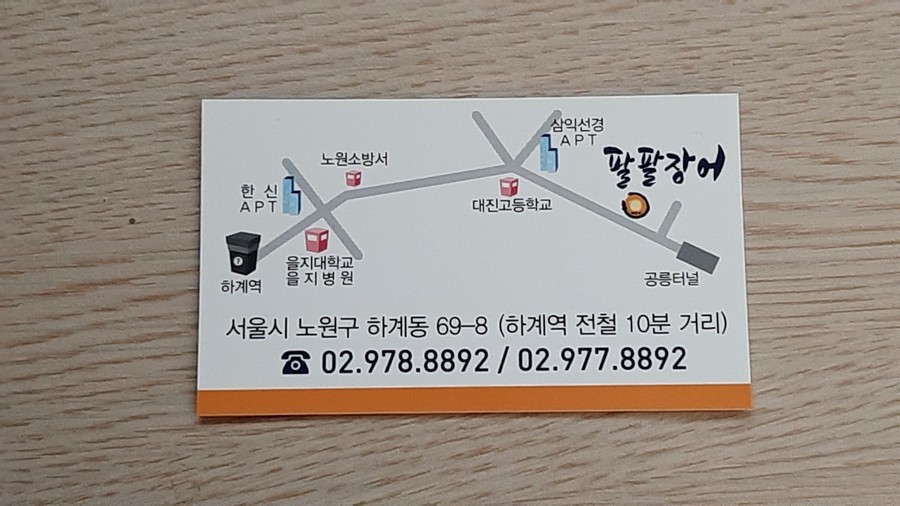 삼익선경
APT
팔팔장어
노원소방서
한 신
APT
대진고등학교
을지대학교
을지병원
7
하계역
공릉터널
서울시 노원구 하계동 69-8 (하계역 전철 10분 거리)
☎ 02.978.8892 / 02.977.8892